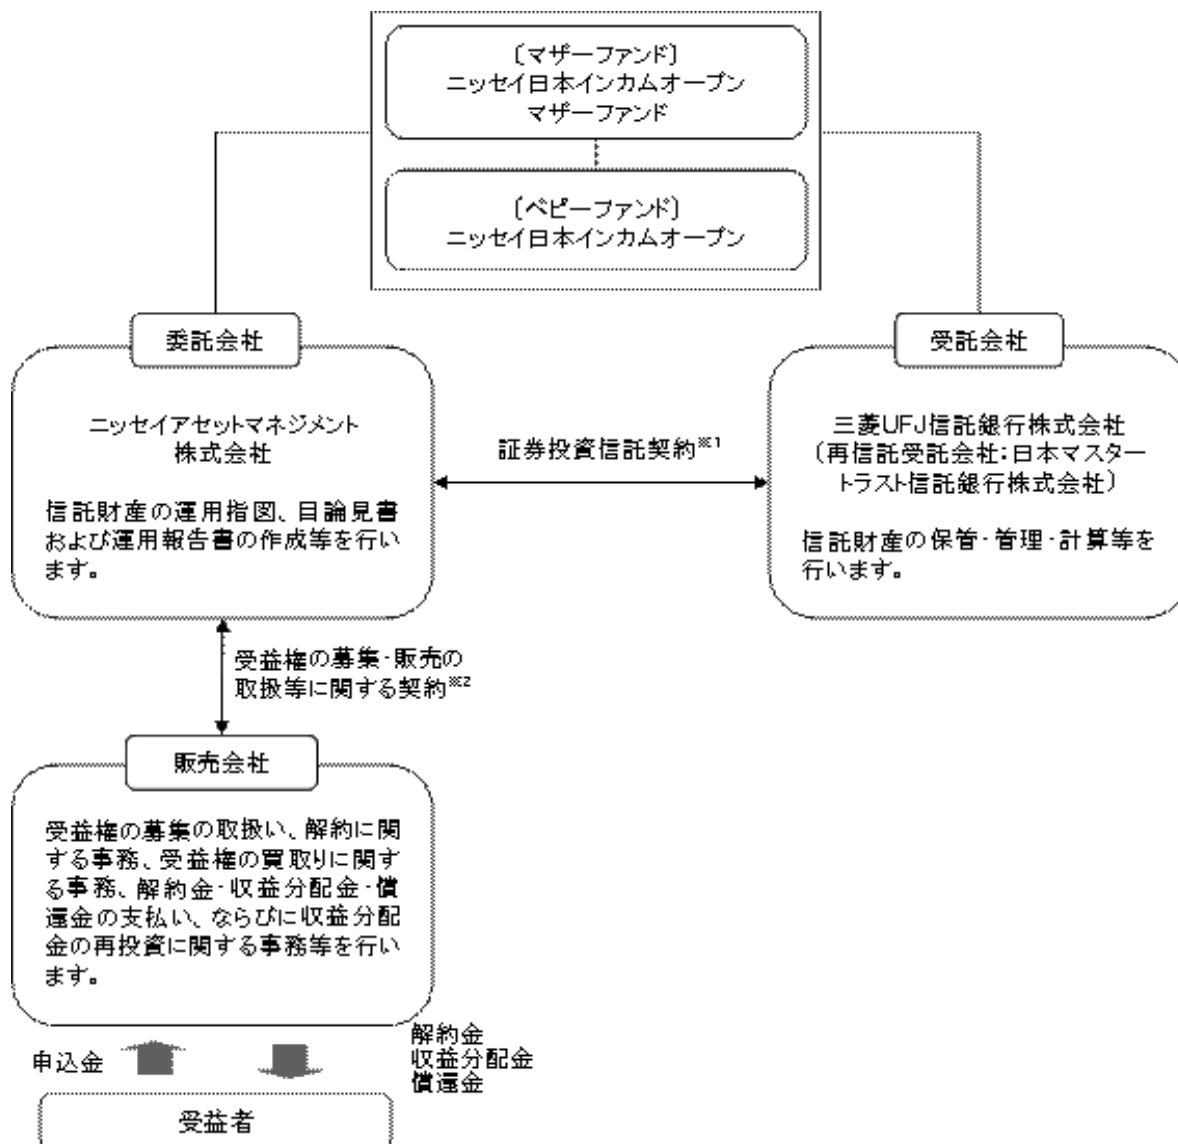 〔マザーファンド〕
ニッセイ日本インカムオープン
マザーファンド
〔ベビーファンド〕
ニッセイ日本インカムオープン
委託会社
ニッセイアセットマネジメント
株式会社
信託財産の運用指図、目論見書
および運用報告書の作成等を行い
ます。
証券投資信託契約※1
受託会社
三菱UFJ信託銀行株式会社
（再信託受託会社：日本マスター
トラスト信託銀行株式会社）
信託財産の保管・管理・計算等を
行います。
受益権の募集・販売の
取扱等に関する契約※2
販売会社
受益権の募集の取扱い、解約に関
する事務、受益権の買取りに関す
る事務、解約金・収益分配金・償
還金の支払い、ならびに収益分配
金の再投資に関する事務等を行い
ます。
申込金
解約金
収益分配金
償還金
受益者